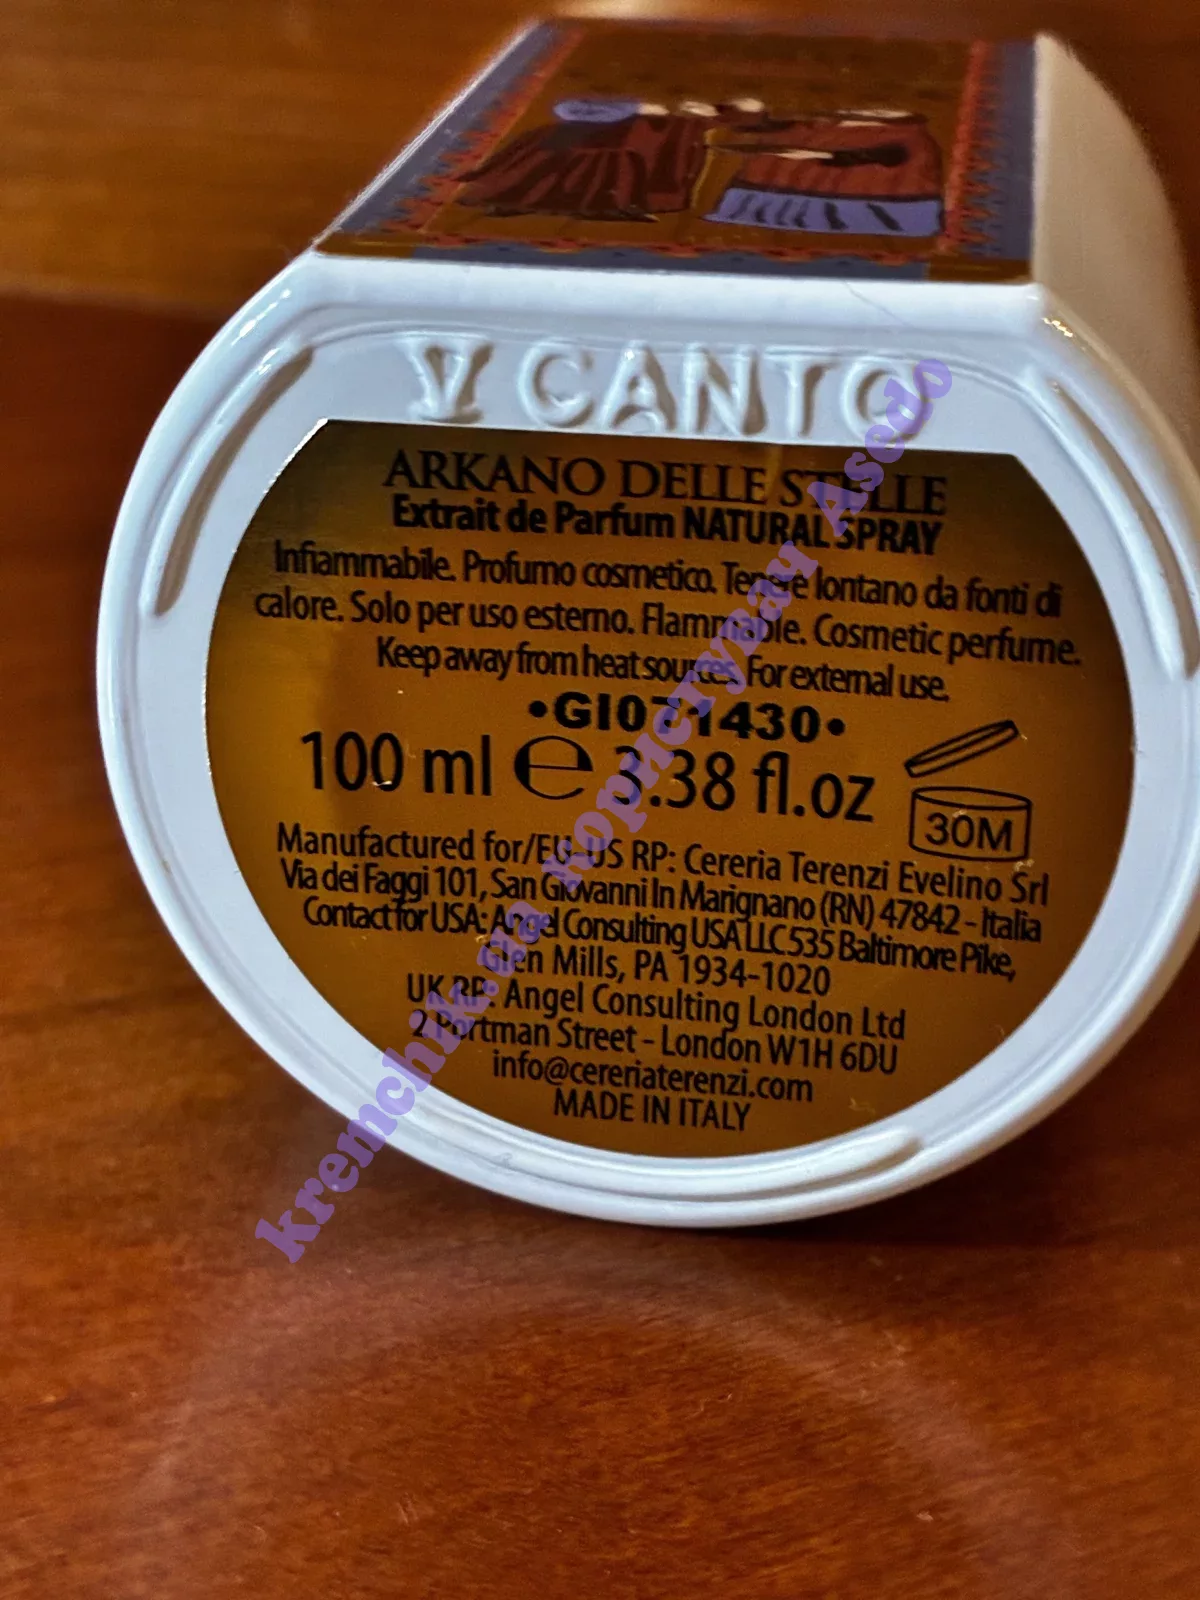 V CANTO
ARKANO DELLE STELLE
Extrait de Parfum NATURAL SPRAY
Infiammabile. Profumo cosmetico. Tenere lontano da fonti di
calore. Solo per uso esterno. Flammable. Cosmetic perfume.
Keep away from heat sources. For external use.
•GI071430•
100 ml ℮ 3.38 fl.oz
30M
Manufactured for/EU-US RP: Cereria Terenzi Evelino Srl
Via dei Faggi 101, San Giovanni In Marignano (RN) 47842 - Italia
Contact for USA: Angel Consulting USA LLC 535 Baltimore Pike,
Glen Mills, PA 1934-1020
UK RP: Angel Consulting London Ltd
2 Portman Street - London W1H 6DU
info@cereriaterenzi.com
MADE IN ITALY
kremchik.ua Користувач Asedo